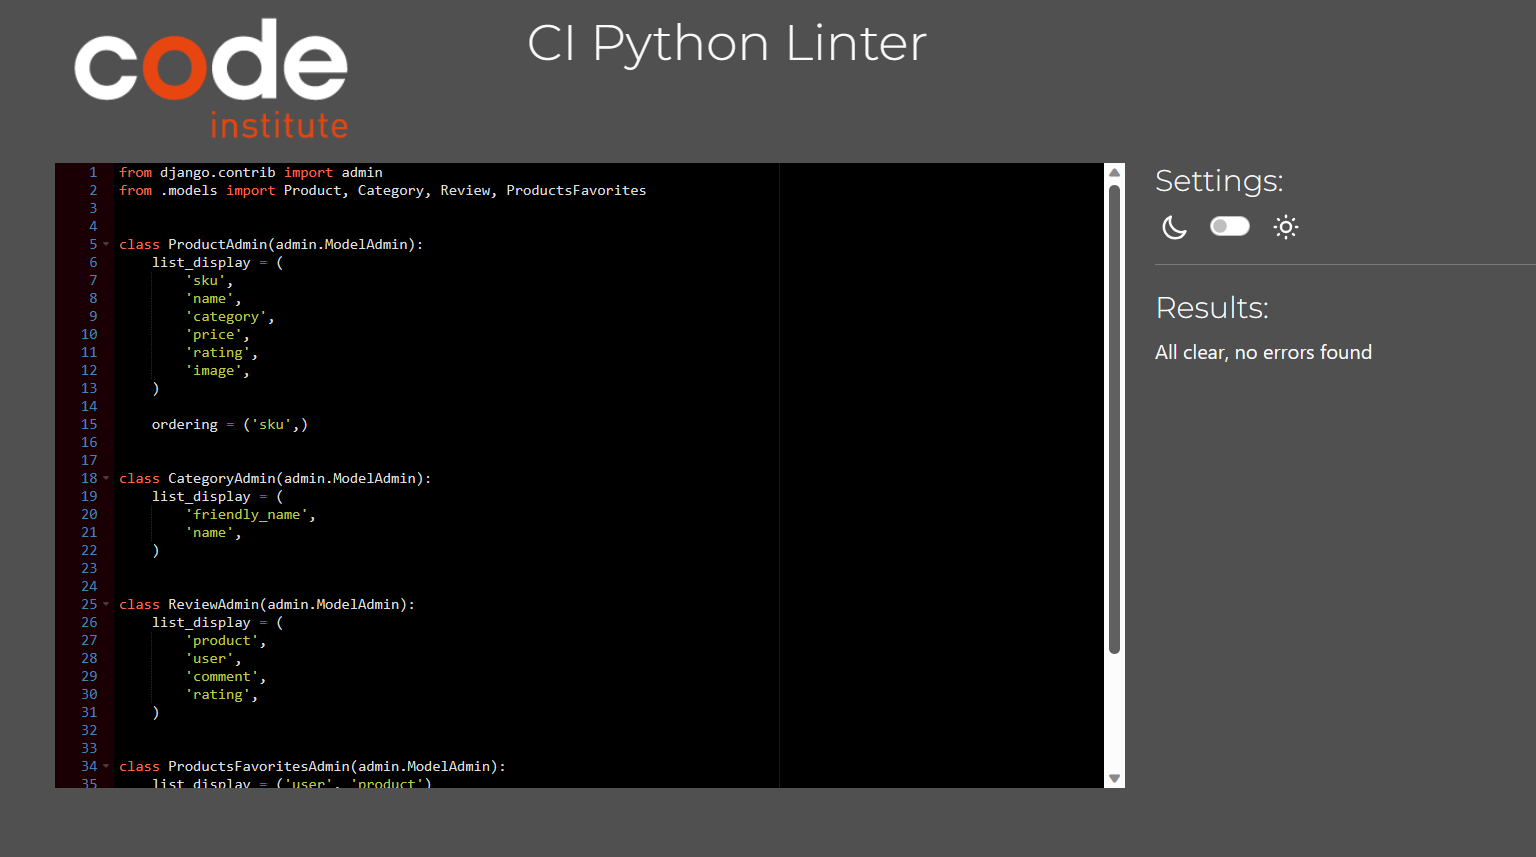 code
institute
CI Python Linter
1 from django.contrib import admin
2 from .models import Product, Category, Review, ProductsFavorites
3
4
5 class ProductAdmin(admin.ModelAdmin):
6     list_display = (
7         'sku',
8         'name',
9         'category',
10         'price',
11         'rating',
12         'image',
13     )
14
15     ordering = ('sku',)
16
17
18 class CategoryAdmin(admin.ModelAdmin):
19     list_display = (
20         'friendly_name',
21         'name',
22     )
23
24
25 class ReviewAdmin(admin.ModelAdmin):
26     list_display = (
27         'product',
28         'user',
29         'comment',
30         'rating',
31     )
32
33
34 class ProductsFavoritesAdmin(admin.ModelAdmin):
35     list_display = ('user', 'product')
Settings:
Results:
All clear, no errors found